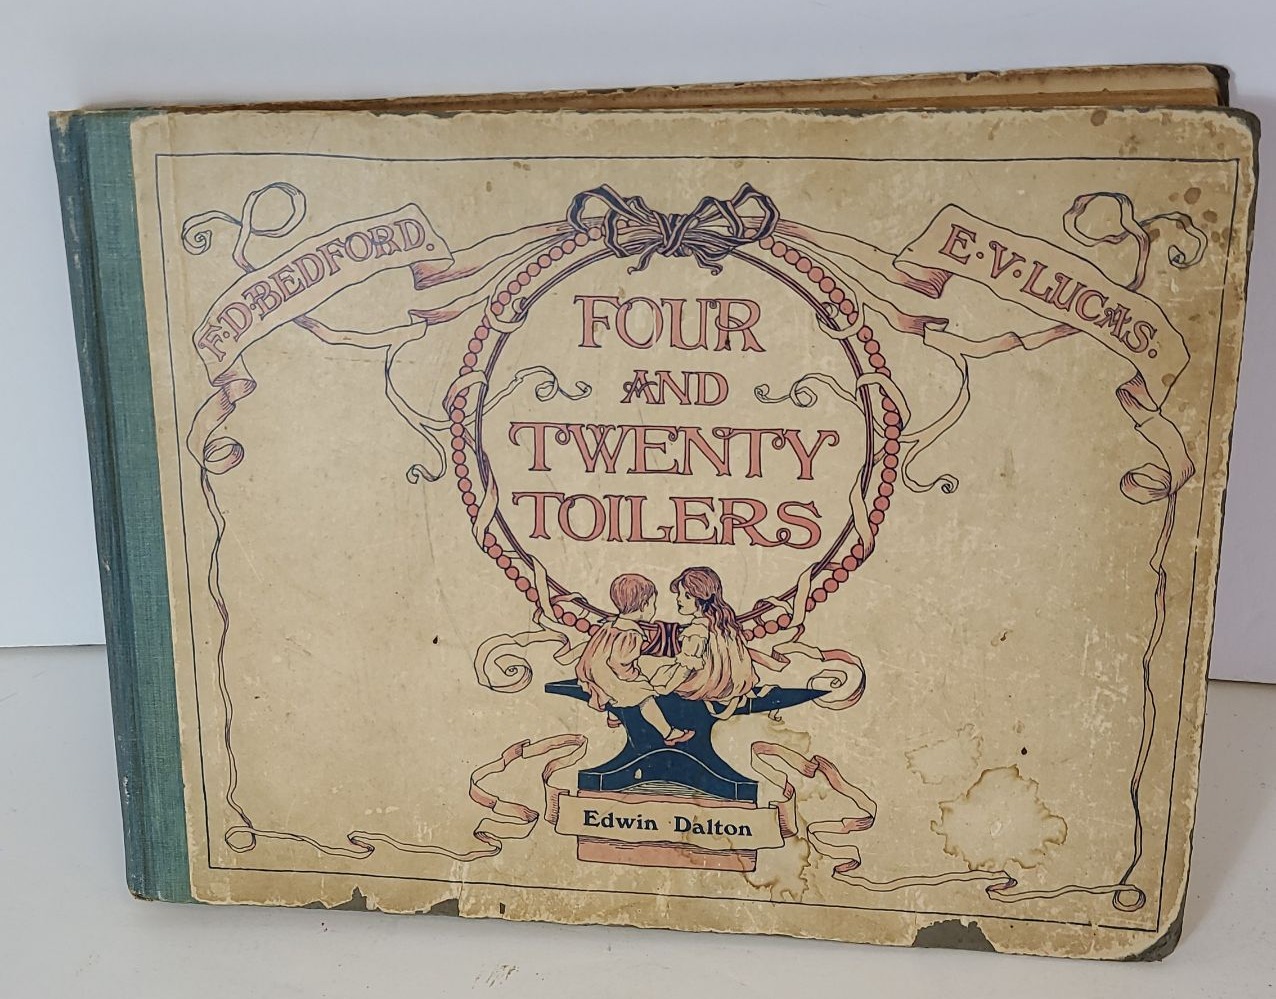 F.D. BEDFORD.
E.V. LUCAS.
FOUR
AND
TWENTY
TOILERS
Edwin Dalton